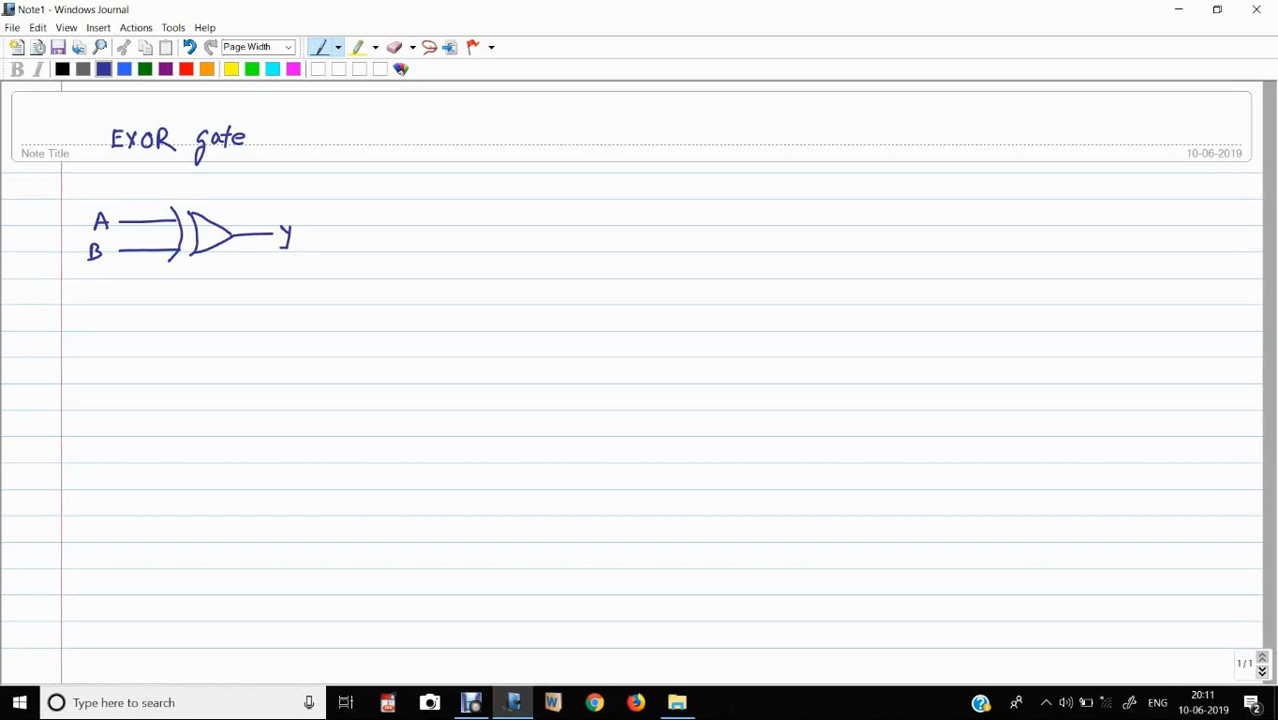 Note1 - Windows Journal
File Edit View Insert Actions Tools Help
Page Width
B I
EXOR gate
Note Title
10-06-2019
A
B
y
1/1
Type here to search
ENG
20:11
10-06-2019
2